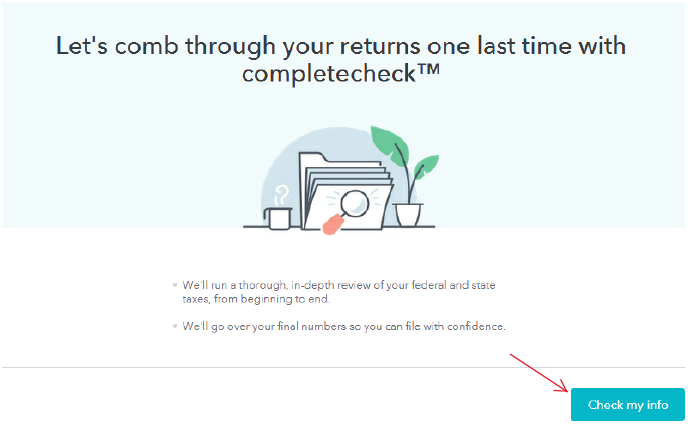 Let's comb through your returns one last time with
completecheck™
We'll run a thorough, in-depth review of your federal and state
taxes, from beginning to end.
We'll go over your final numbers so you can file with confidence.
Check my info